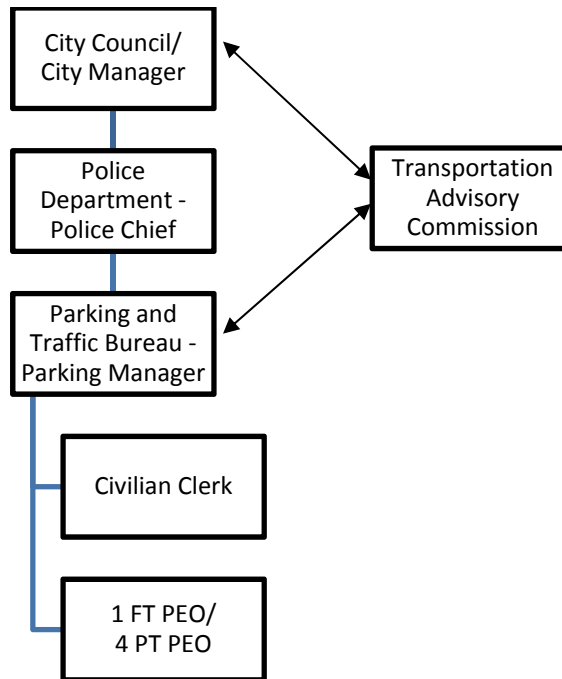 City Council/
City Manager
Police
Department -
Police Chief
Transportation
Advisory
Commission
Parking and
Traffic Bureau -
Parking Manager
Civilian Clerk
1 FT PEO/
4 PT PEO